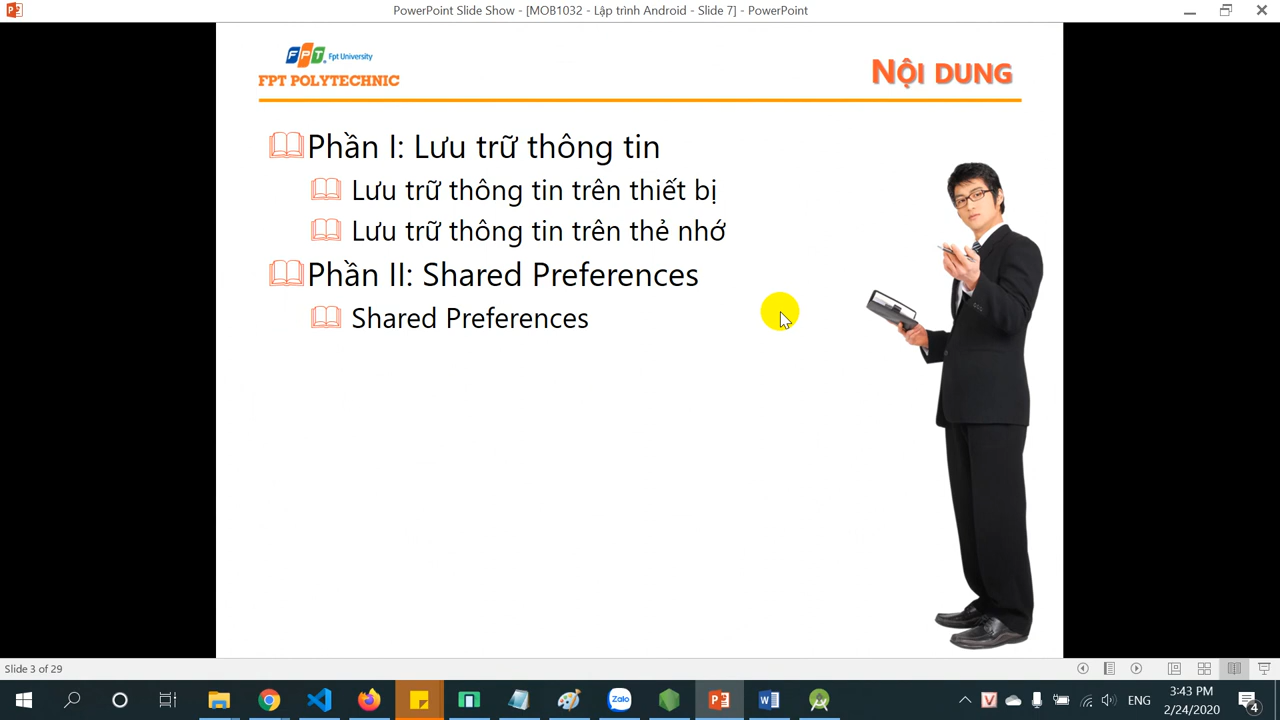 PowerPoint Slide Show - [MOB1032 - Lập trình Android - Slide 7] - PowerPoint
FPT Fpt University
FPT POLYTECHNIC
NỘI DUNG
Phần I: Lưu trữ thông tin
Lưu trữ thông tin trên thiết bị
Lưu trữ thông tin trên thẻ nhớ
Phần II: Shared Preferences
Shared Preferences
Slide 3 of 29
Zalo
ENG
3:43 PM
2/24/2020
4